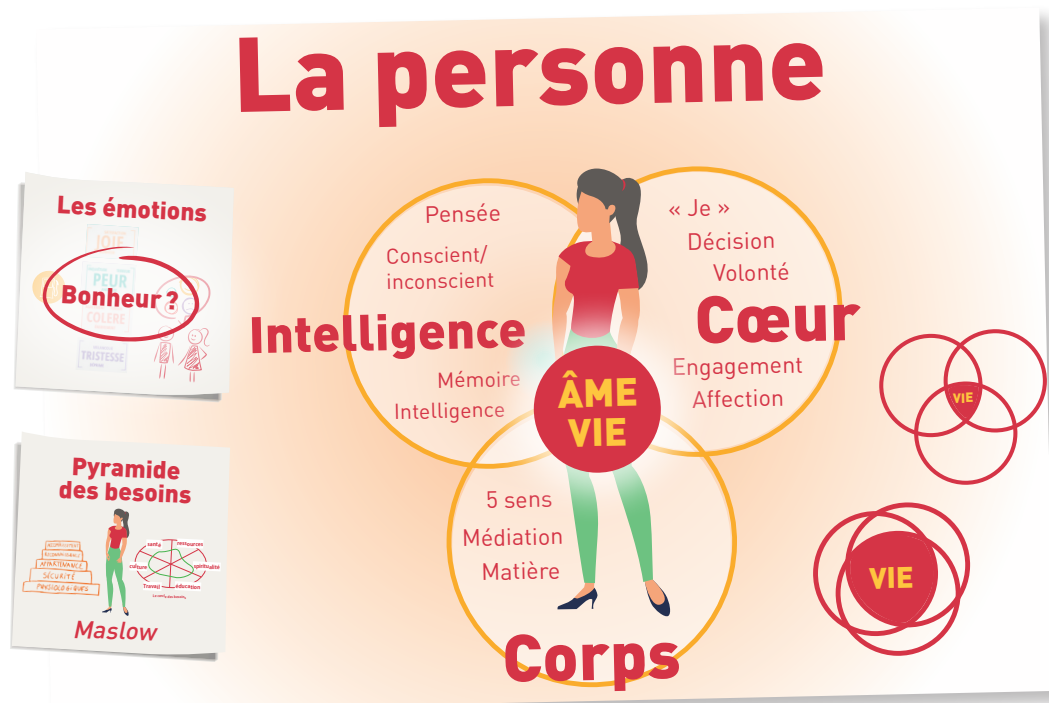 La personne
Les émotions
JOIE
PEUR
Bonheur ?
COLÈRE
TRISTESSE
Pyramide
des besoins
APPARTENANCE
SÉCURITÉ
PHYSIOLOGIQUES
santé
ressources
culture
spiritualité
Travail
éducation
Maslow
Pensée
Conscient/
inconscient
Intelligence
Mémoire
Intelligence
« Je »
Décision
Volonté
Cœur
Engagement
Affection
ÂME
VIE
5 sens
Médiation
Matière
Corps
VIE
VIE